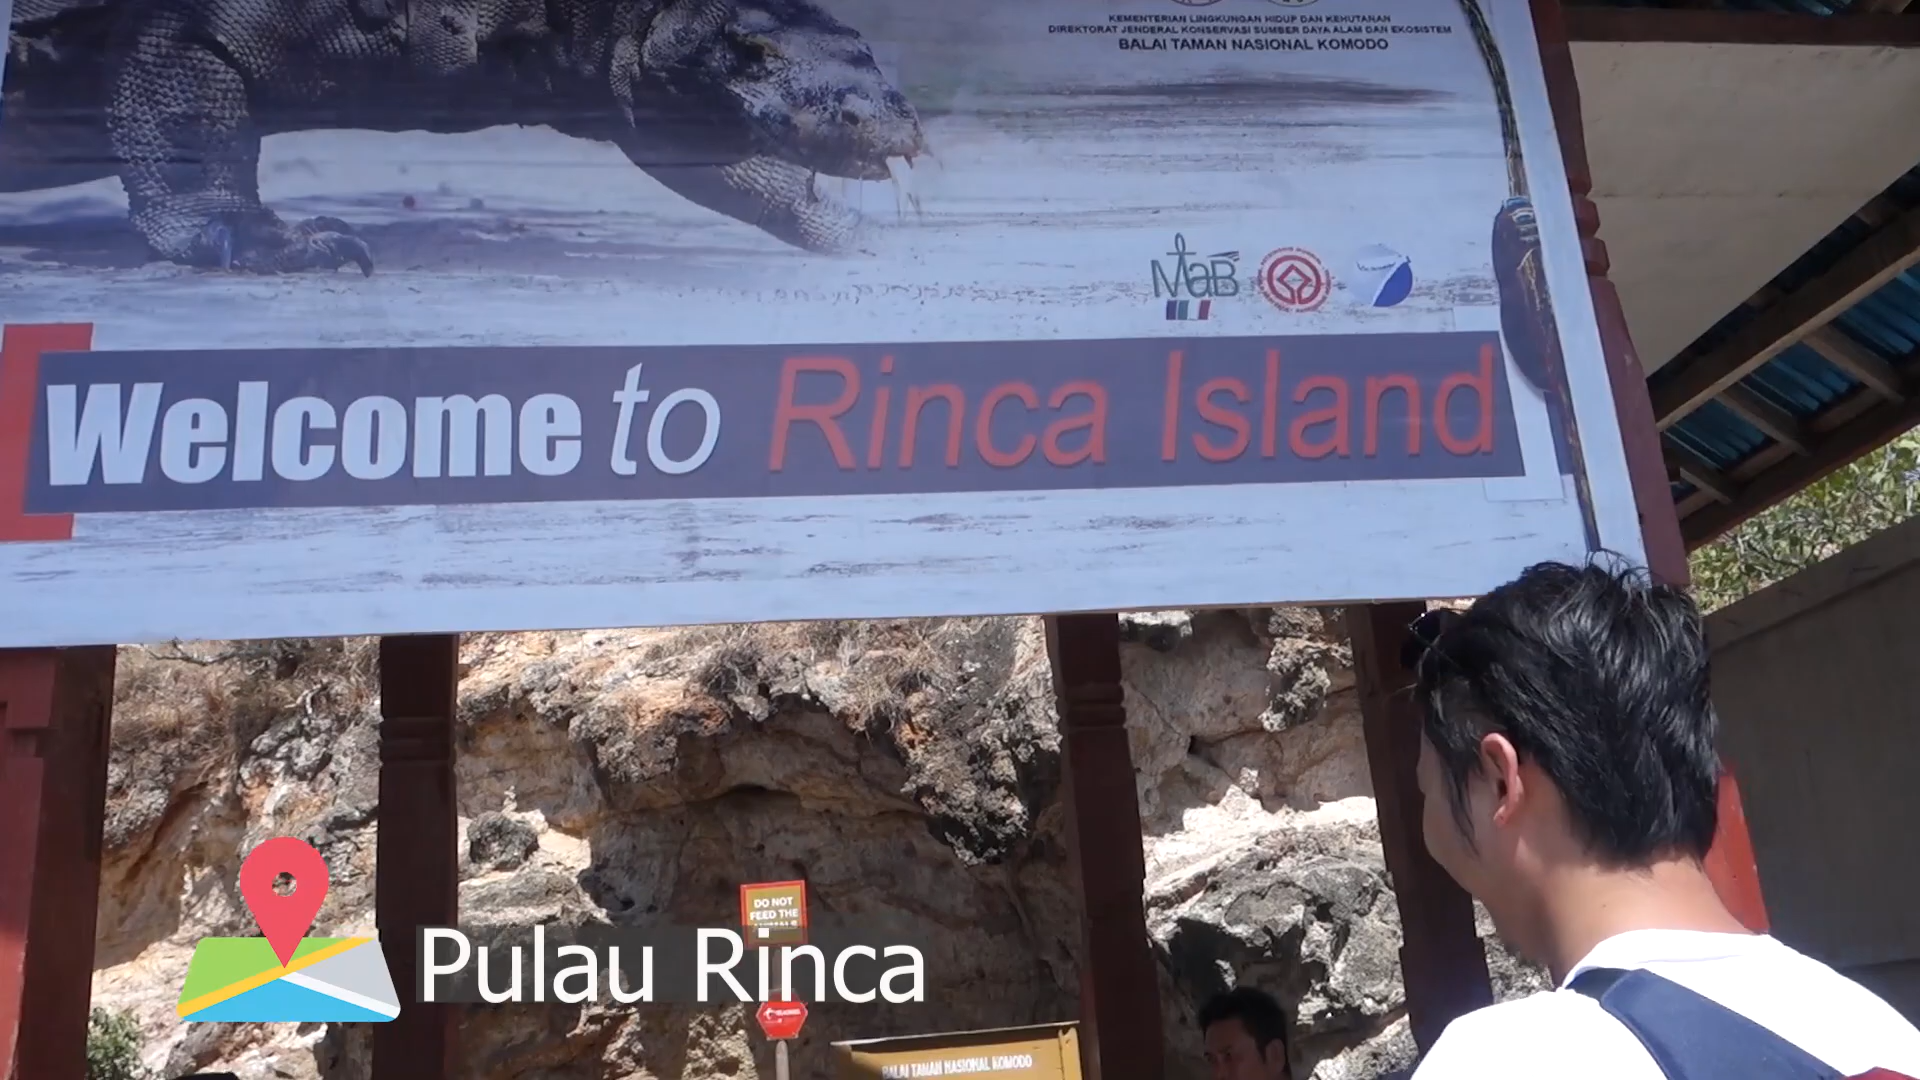 KEMENTERIAN LINGKUNGAN HIDUP DAN KEHUTANAN
DIREKTORAT JENDERAL KONSERVASI SUMBER DAYA ALAM DAN EKOSISTEM
BALAI TAMAN NASIONAL KOMODO
MaB
Welcome to Rinca Island
DO NOT
FEED THE
Pulau Rinca
BALAI TAMAN NASIONAL KOMODO